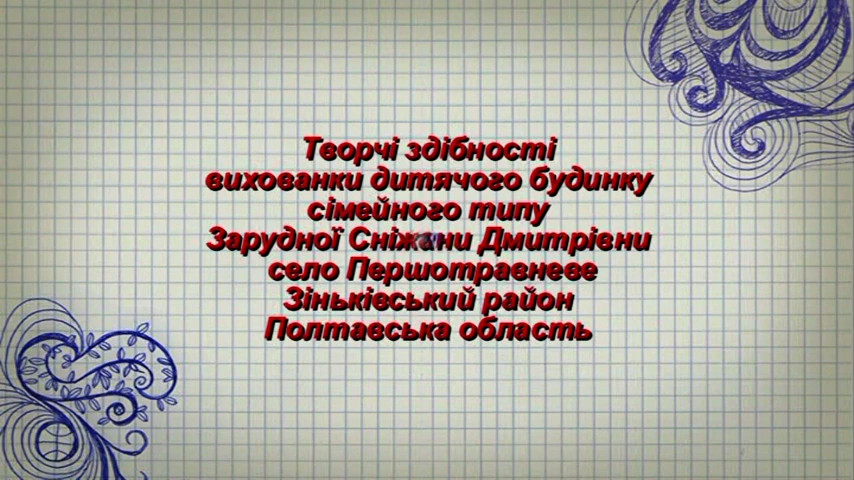 Творчі здібності
вихованки дитячого будинку
сімейного типу
Зарудної Сніжани Дмитрівни
село Першотравневе
Зіньківський район
Полтавська область